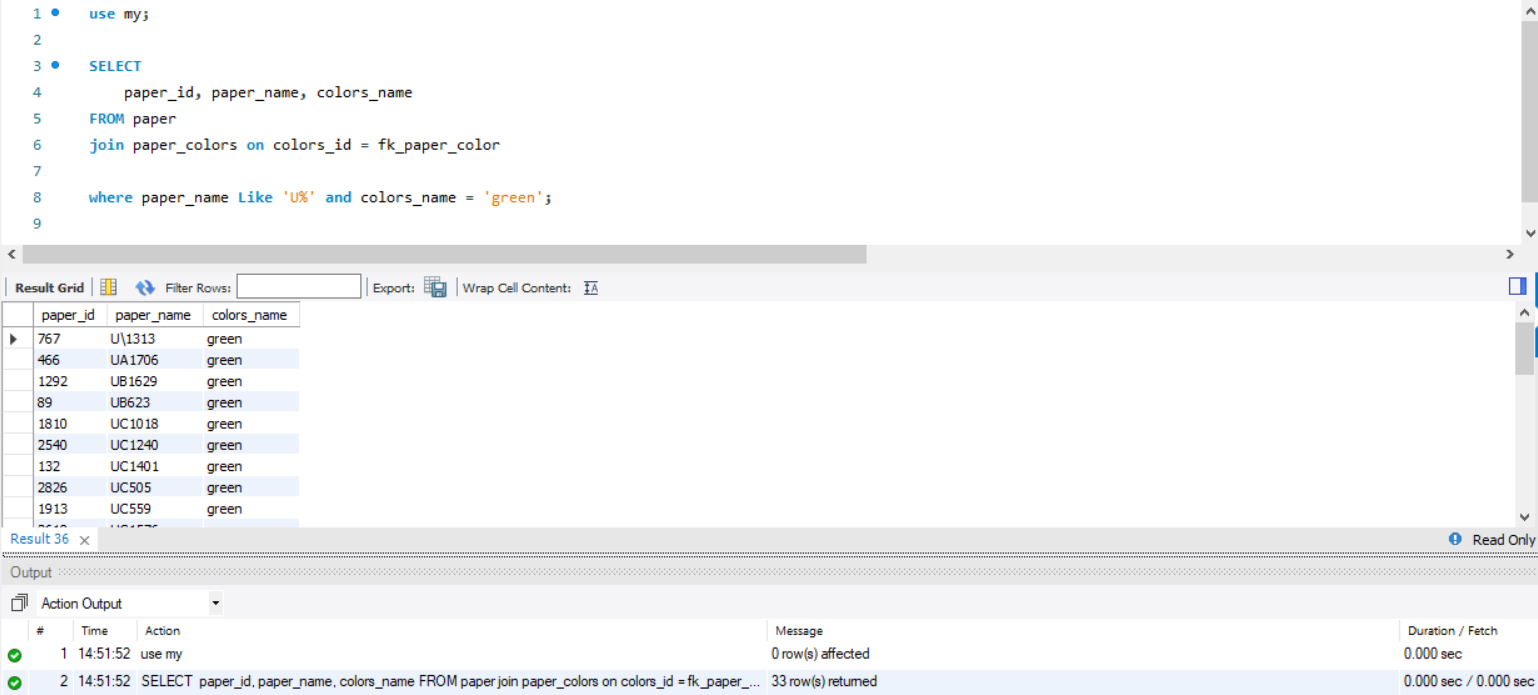 1 use my;
2
3 SELECT
4 paper_id, paper_name, colors_name
5 FROM paper
6 join paper_colors on colors_id = fk_paper_color
7
8 where paper_name Like 'U%' and colors_name = 'green';
9
Result Grid Filter Rows: Export: Wrap Cell Content: IA
paper_id paper_name colors_name
767 U\1313 green
466 UA1706 green
1292 UB1629 green
89 UB623 green
1810 UC1018 green
2540 UC1240 green
132 UC1401 green
2826 UC505 green
1913 UC559 green
Result 36 × Read Only
Output
Action Output
# Time Action Message Duration / Fetch
1 14:51:52 use my 0 row(s) affected 0.000 sec
2 14:51:52 SELECT paper_id, paper_name, colors_name FROM paper join paper_colors on colors_id = fk_paper_... 33 row(s) returned 0.000 sec / 0.000 sec